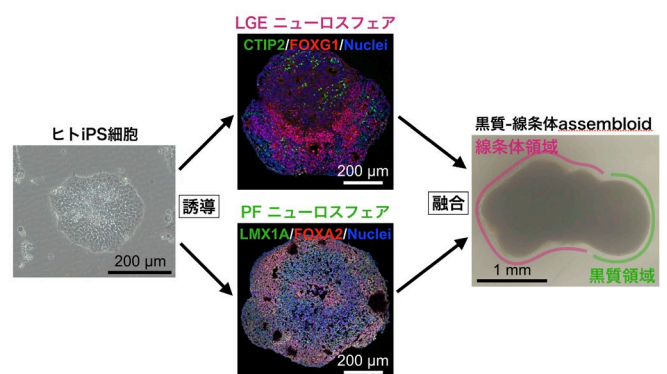 LGE ニューロスフェア
CTIP2/FOXG1/Nuclei
200 μm
ヒトiPS細胞
200 μm
誘導
PF ニューロスフェア
LMX1A/FOXA2/Nuclei
200 μm
融合
黒質-線条体assembloid
線条体領域
1 mm
黒質領域